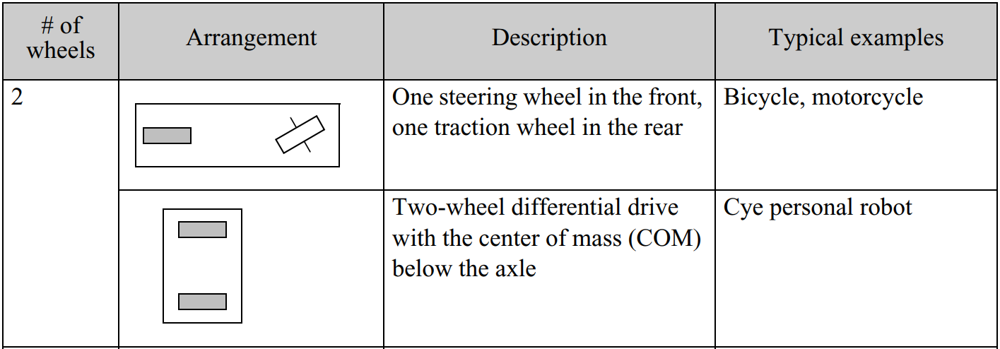 # of
wheels
Arrangement
Description
Typical examples
2
One steering wheel in the front,
one traction wheel in the rear
Bicycle, motorcycle
Two-wheel differential drive
with the center of mass (COM)
below the axle
Cye personal robot